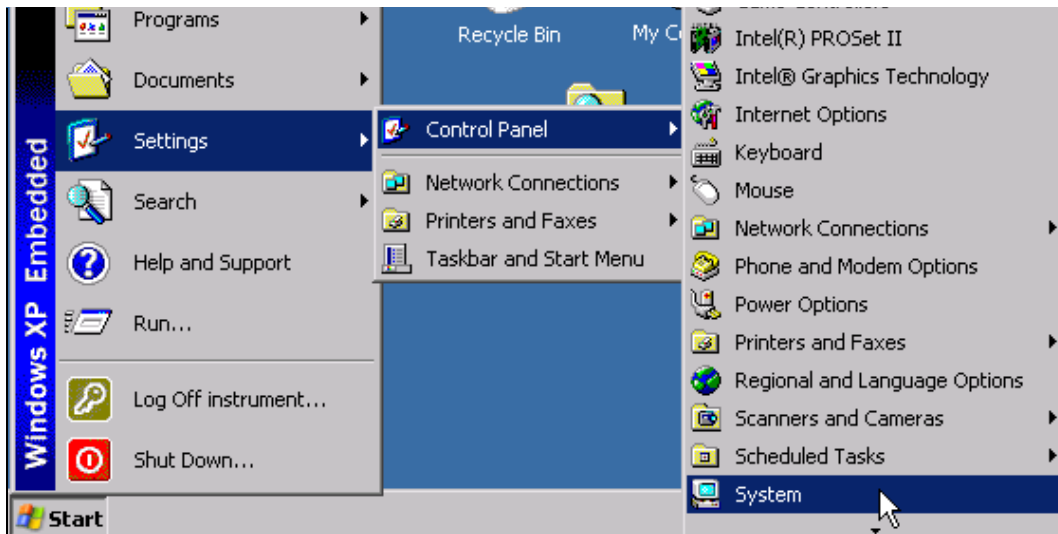 Windows XP Embedded
Programs
Documents
Settings
Search
Help and Support
Run...
Log Off instrument...
Shut Down...
Start
Recycle Bin
Control Panel
Network Connections
Printers and Faxes
Taskbar and Start Menu
Intel(R) PROSet II
Intel® Graphics Technology
Internet Options
Keyboard
Mouse
Network Connections
Phone and Modem Options
Power Options
Printers and Faxes
Regional and Language Options
Scanners and Cameras
Scheduled Tasks
System